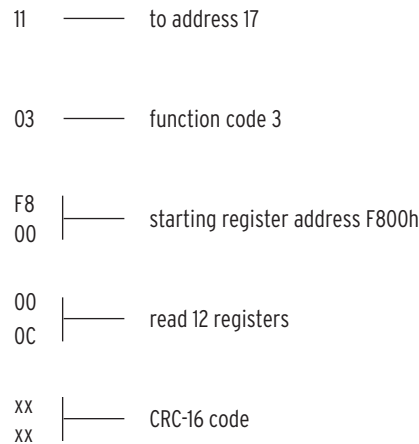 11 to address 17
03 function code 3
F8
00
starting register address F800h
00
0C
read 12 registers
xx
xx
CRC-16 code